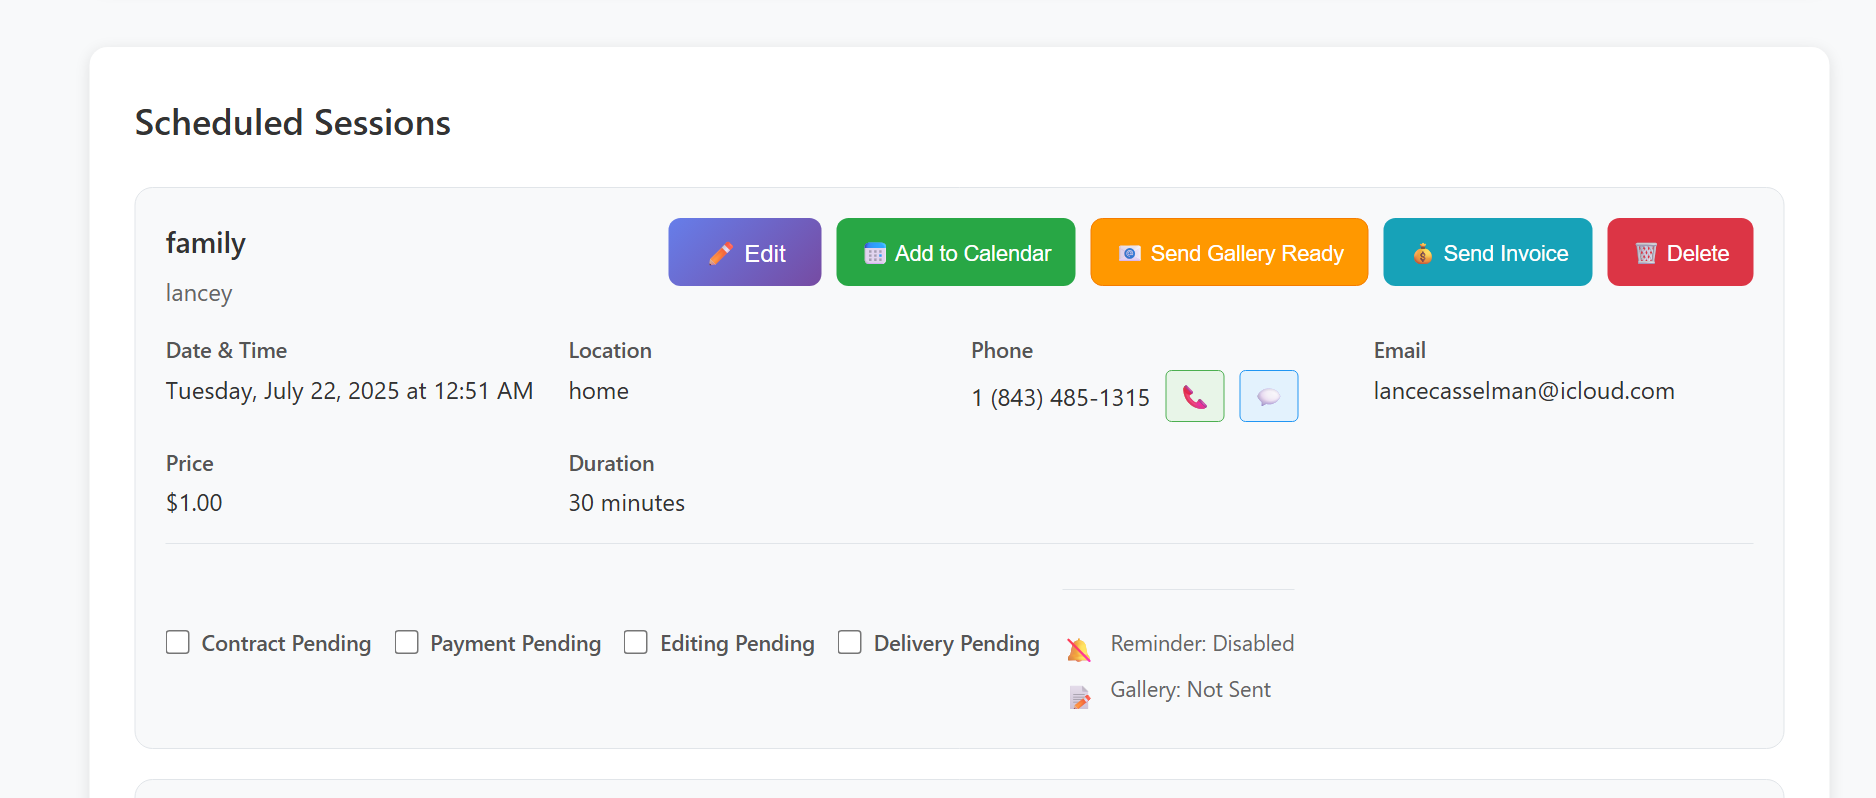 Scheduled Sessions
family
lancey
Edit
Add to Calendar
Send Gallery Ready
Send Invoice
Delete
Date & Time
Tuesday, July 22, 2025 at 12:51 AM
Location
home
Phone
1 (843) 485-1315
Email
lancecasselman@icloud.com
Price
$1.00
Duration
30 minutes
Contract Pending
Payment Pending
Editing Pending
Delivery Pending
Reminder: Disabled
Gallery: Not Sent